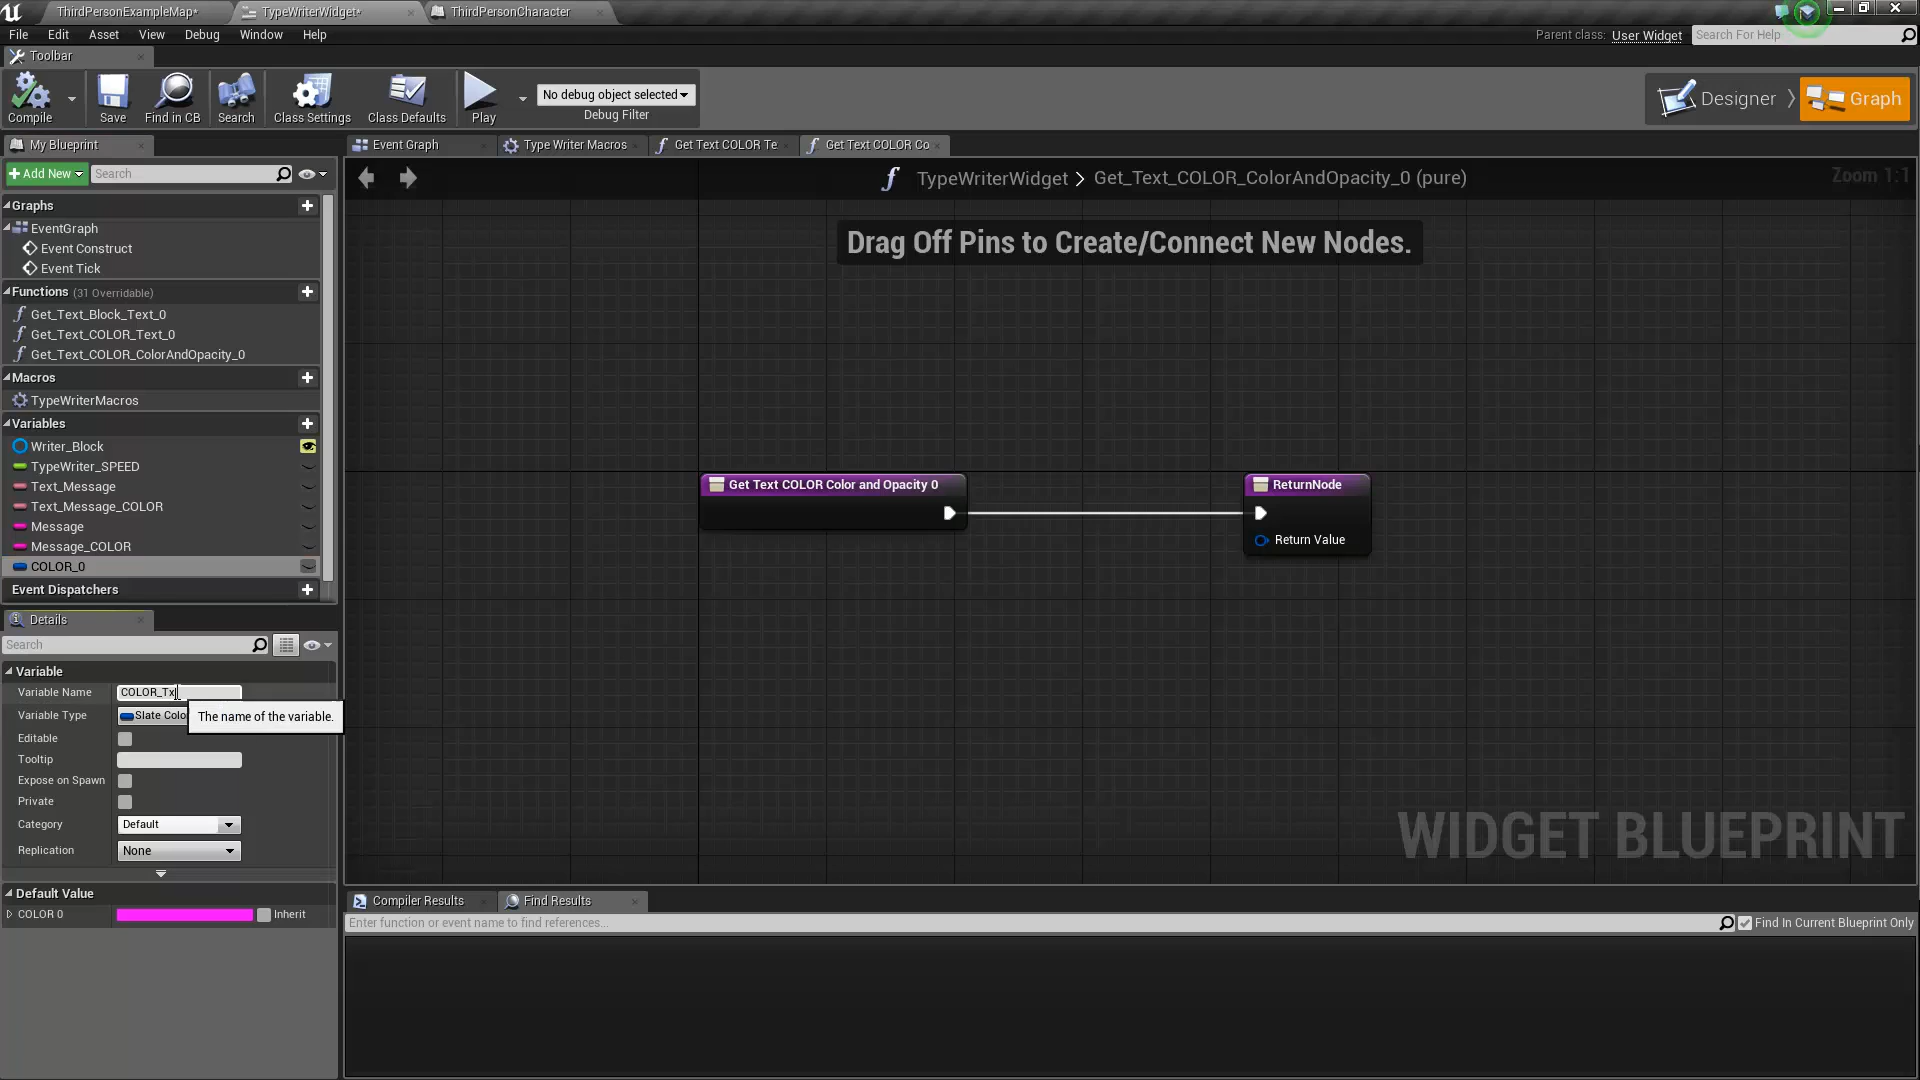 ThirdPersonExampleMap*
TypeWriterWidget*
ThirdPersonCharacter
File
Edit
Asset
View
Debug
Window
Help
Parent class:
User Widget
Search For Help
Toolbar
Compile
Save
Find in CB
Search
Class Settings
Class Defaults
Play
No debug object selected
Debug Filter
Designer
Graph
My Blueprint
Event Graph
Type Writer Macros
Get Text COLOR Te
Get Text COLOR Co
Add New
Search
TypeWriterWidget > Get_Text_COLOR_ColorAndOpacity_0 (pure)
Zoom 1:1
Drag Off Pins to Create/Connect New Nodes.
Graphs
EventGraph
Event Construct
Event Tick
Functions (31 Overridable)
Get_Text_Block_Text_0
Get_Text_COLOR_Text_0
Get_Text_COLOR_ColorAndOpacity_0
Macros
TypeWriterMacros
Variables
Writer_Block
TypeWriter_SPEED
Text_Message
Text_Message_COLOR
Message
Message_COLOR
COLOR_0
Event Dispatchers
Get Text COLOR Color and Opacity 0
ReturnNode
Return Value
Details
Search
Variable
Variable Name
COLOR_Tx
Variable Type
Slate Colo
The name of the variable.
Editable
Tooltip
Expose on Spawn
Private
Category
Default
Replication
None
Default Value
COLOR 0
Inherit
WIDGET BLUEPRINT
Compiler Results
Find Results
Enter function or event name to find references...
Find In Current Blueprint Only